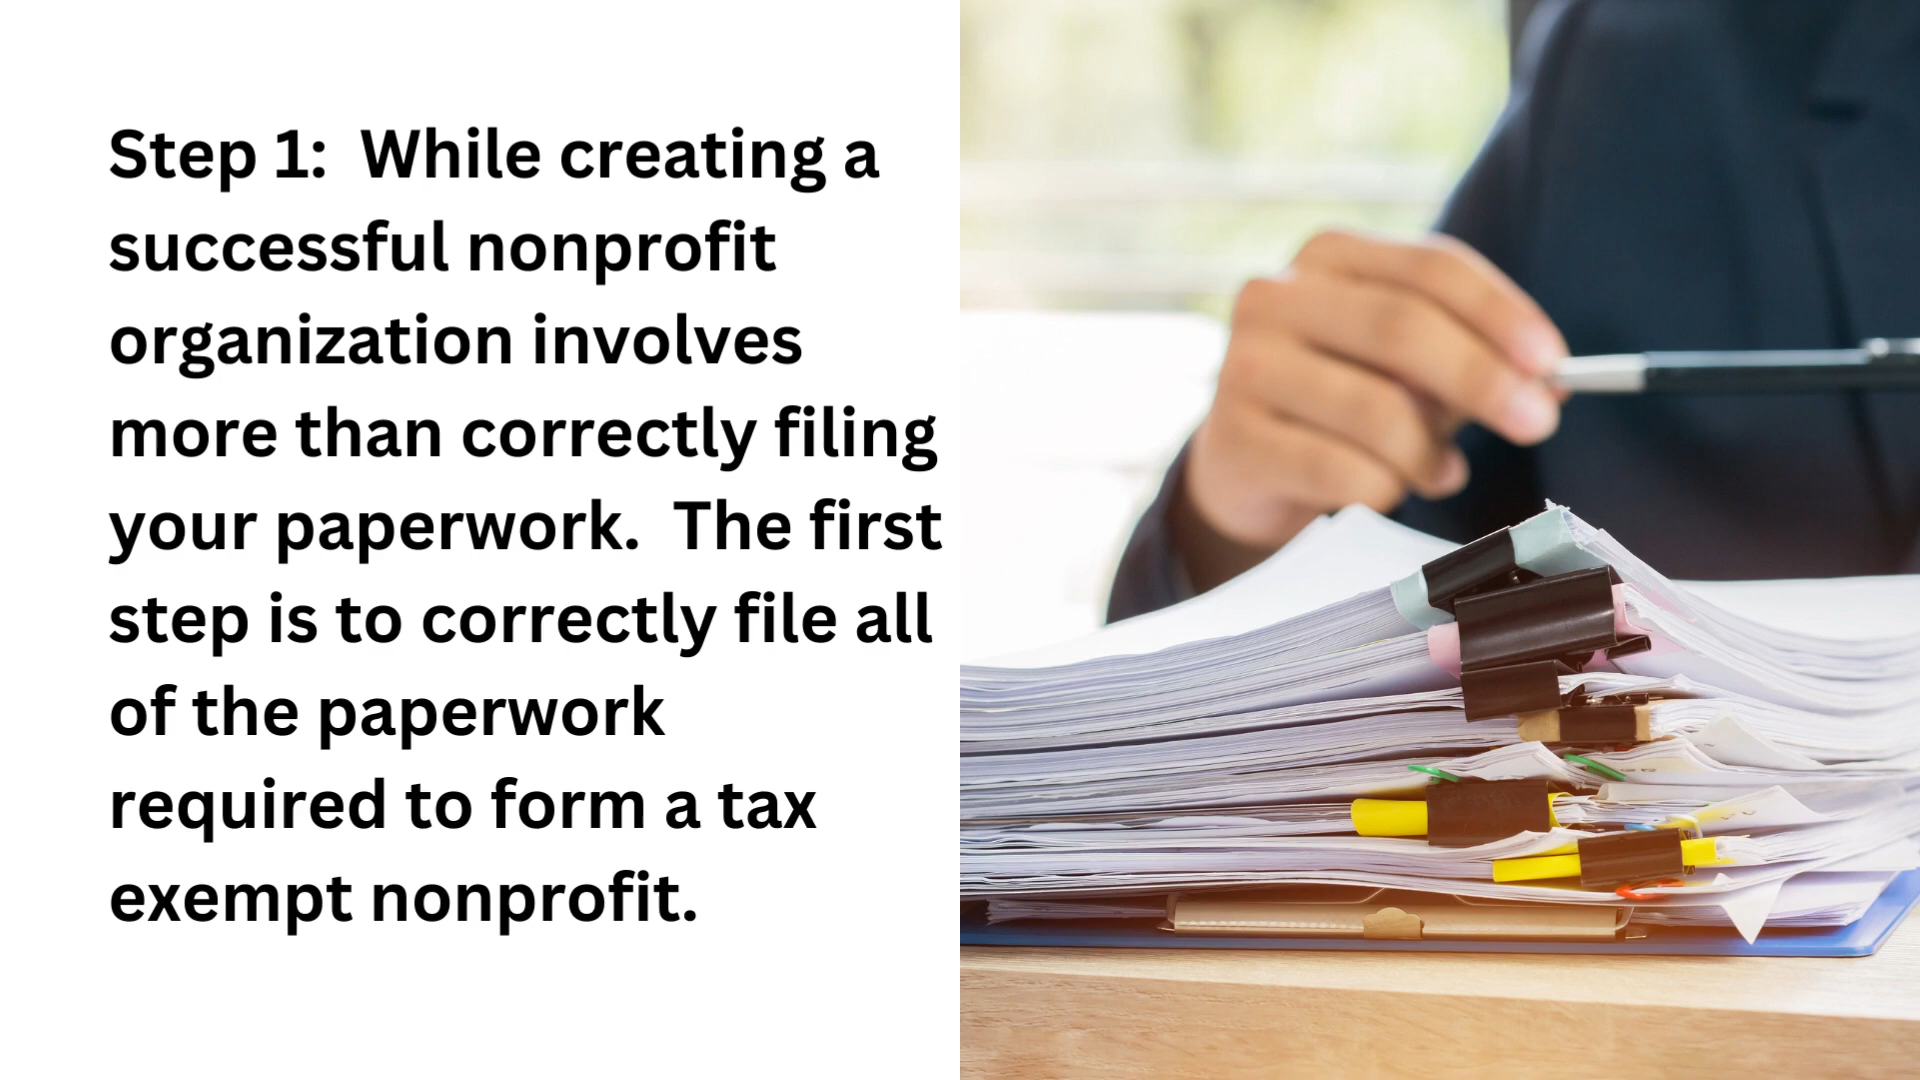 Step 1:  While creating a
successful nonprofit
organization involves
more than correctly filing
your paperwork.  The first
step is to correctly file all
of the paperwork
required to form a tax
exempt nonprofit.